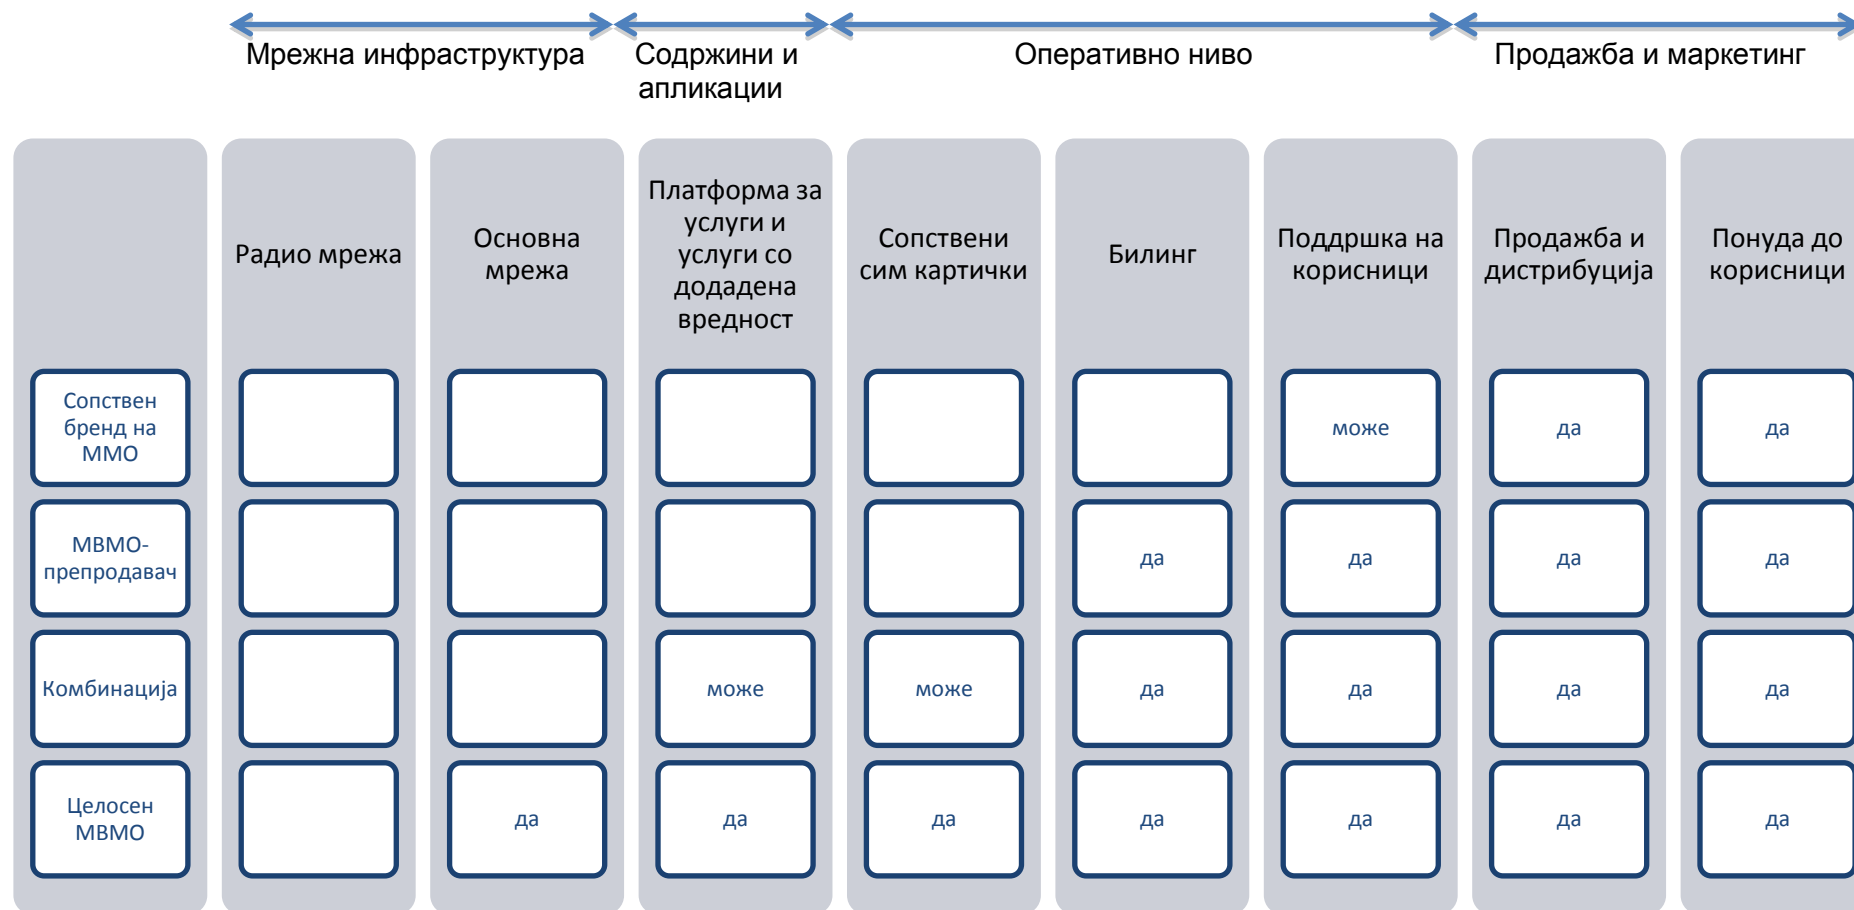 Мрежна инфраструктура
Содржини и
апликации
Оперативно ниво
Продажба и маркетинг
Радио мрежа
Основна
мрежа
Платформа за
услуги и
услуги со
додадена
вредност
Сопствени
сим картички
Билинг
Поддршка на
корисници
Продажба и
дистрибуција
Понуда до
корисници
Сопствен
бренд на
ММО
може
да
да
МВМО-
препродавач
да
да
да
да
Комбинација
може
може
да
да
да
да
Целосен
МВМО
да
да
да
да
да
да
да